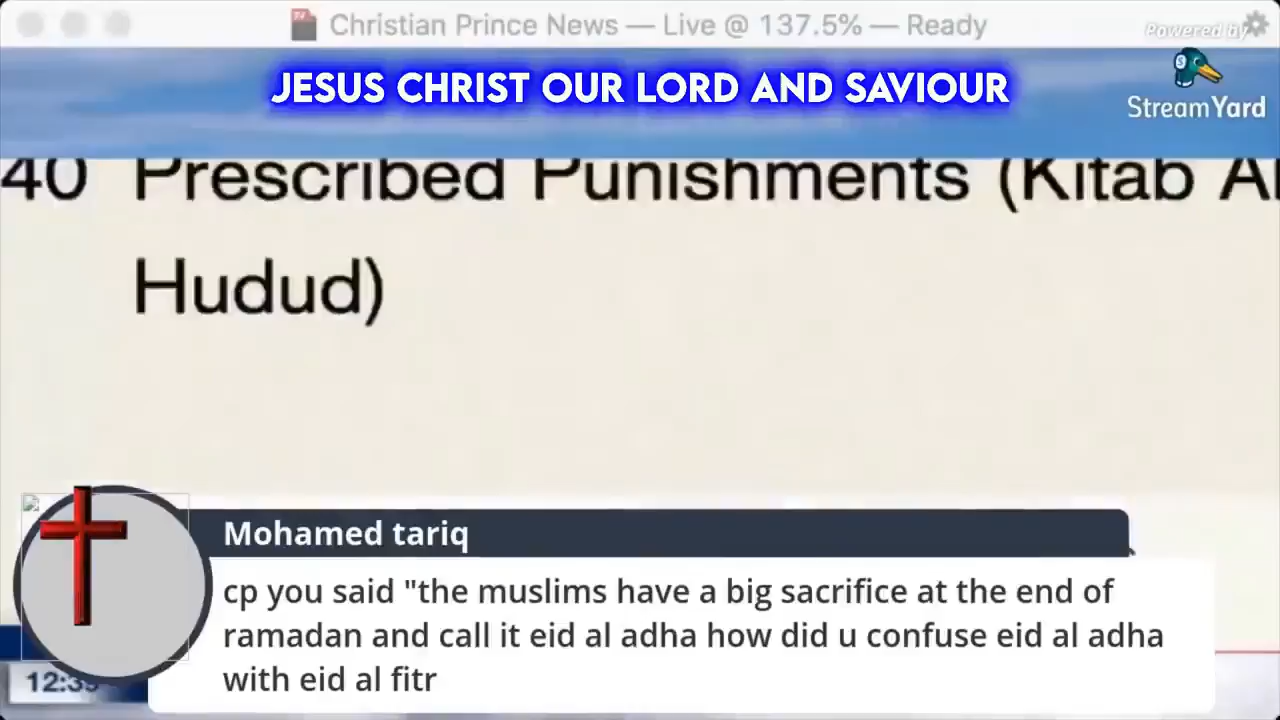 Christian Prince News — Live @ 137.5% — Ready
Powered by
JESUS CHRIST OUR LORD AND SAVIOUR
StreamYard
40 Prescribed Punishments (Kitab Al
Hudud)
Mohamed tariq
cp you said "the muslims have a big sacrifice at the end of
ramadan and call it eid al adha how did u confuse eid al adha
with eid al fitr